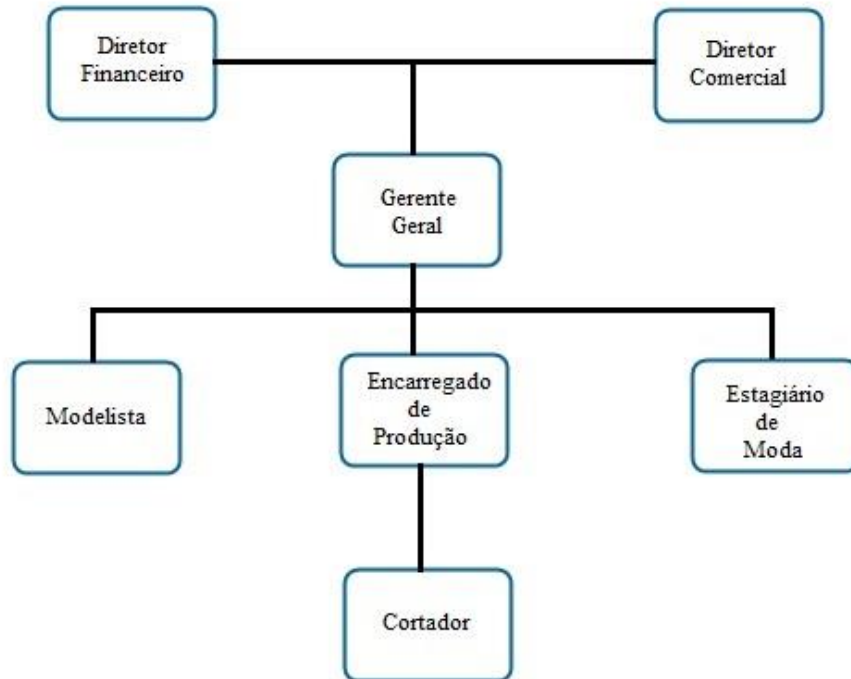 Diretor
Financeiro
Diretor
Comercial
Gerente
Geral
Modelista
Encarregado
de
Produção
Estagiário
de
Moda
Cortador